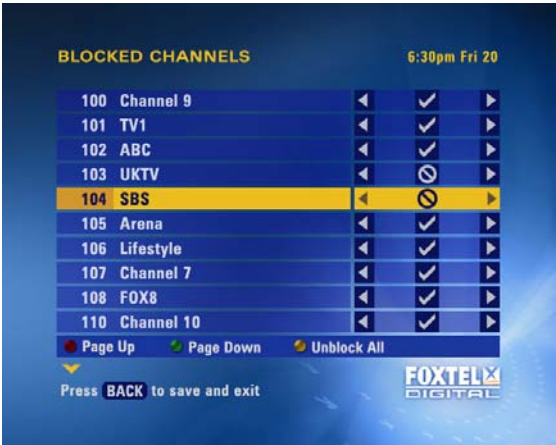 BLOCKED CHANNELS 6:30pm Fri 20
100 Channel 9
101 TV1
102 ABC
103 UKTV
104 SBS
105 Arena
106 Lifestyle
107 Channel 7
108 FOX8
110 Channel 10
Page Up Page Down Unblock All
Press BACK to save and exit
FOXTEL
DIGITAL